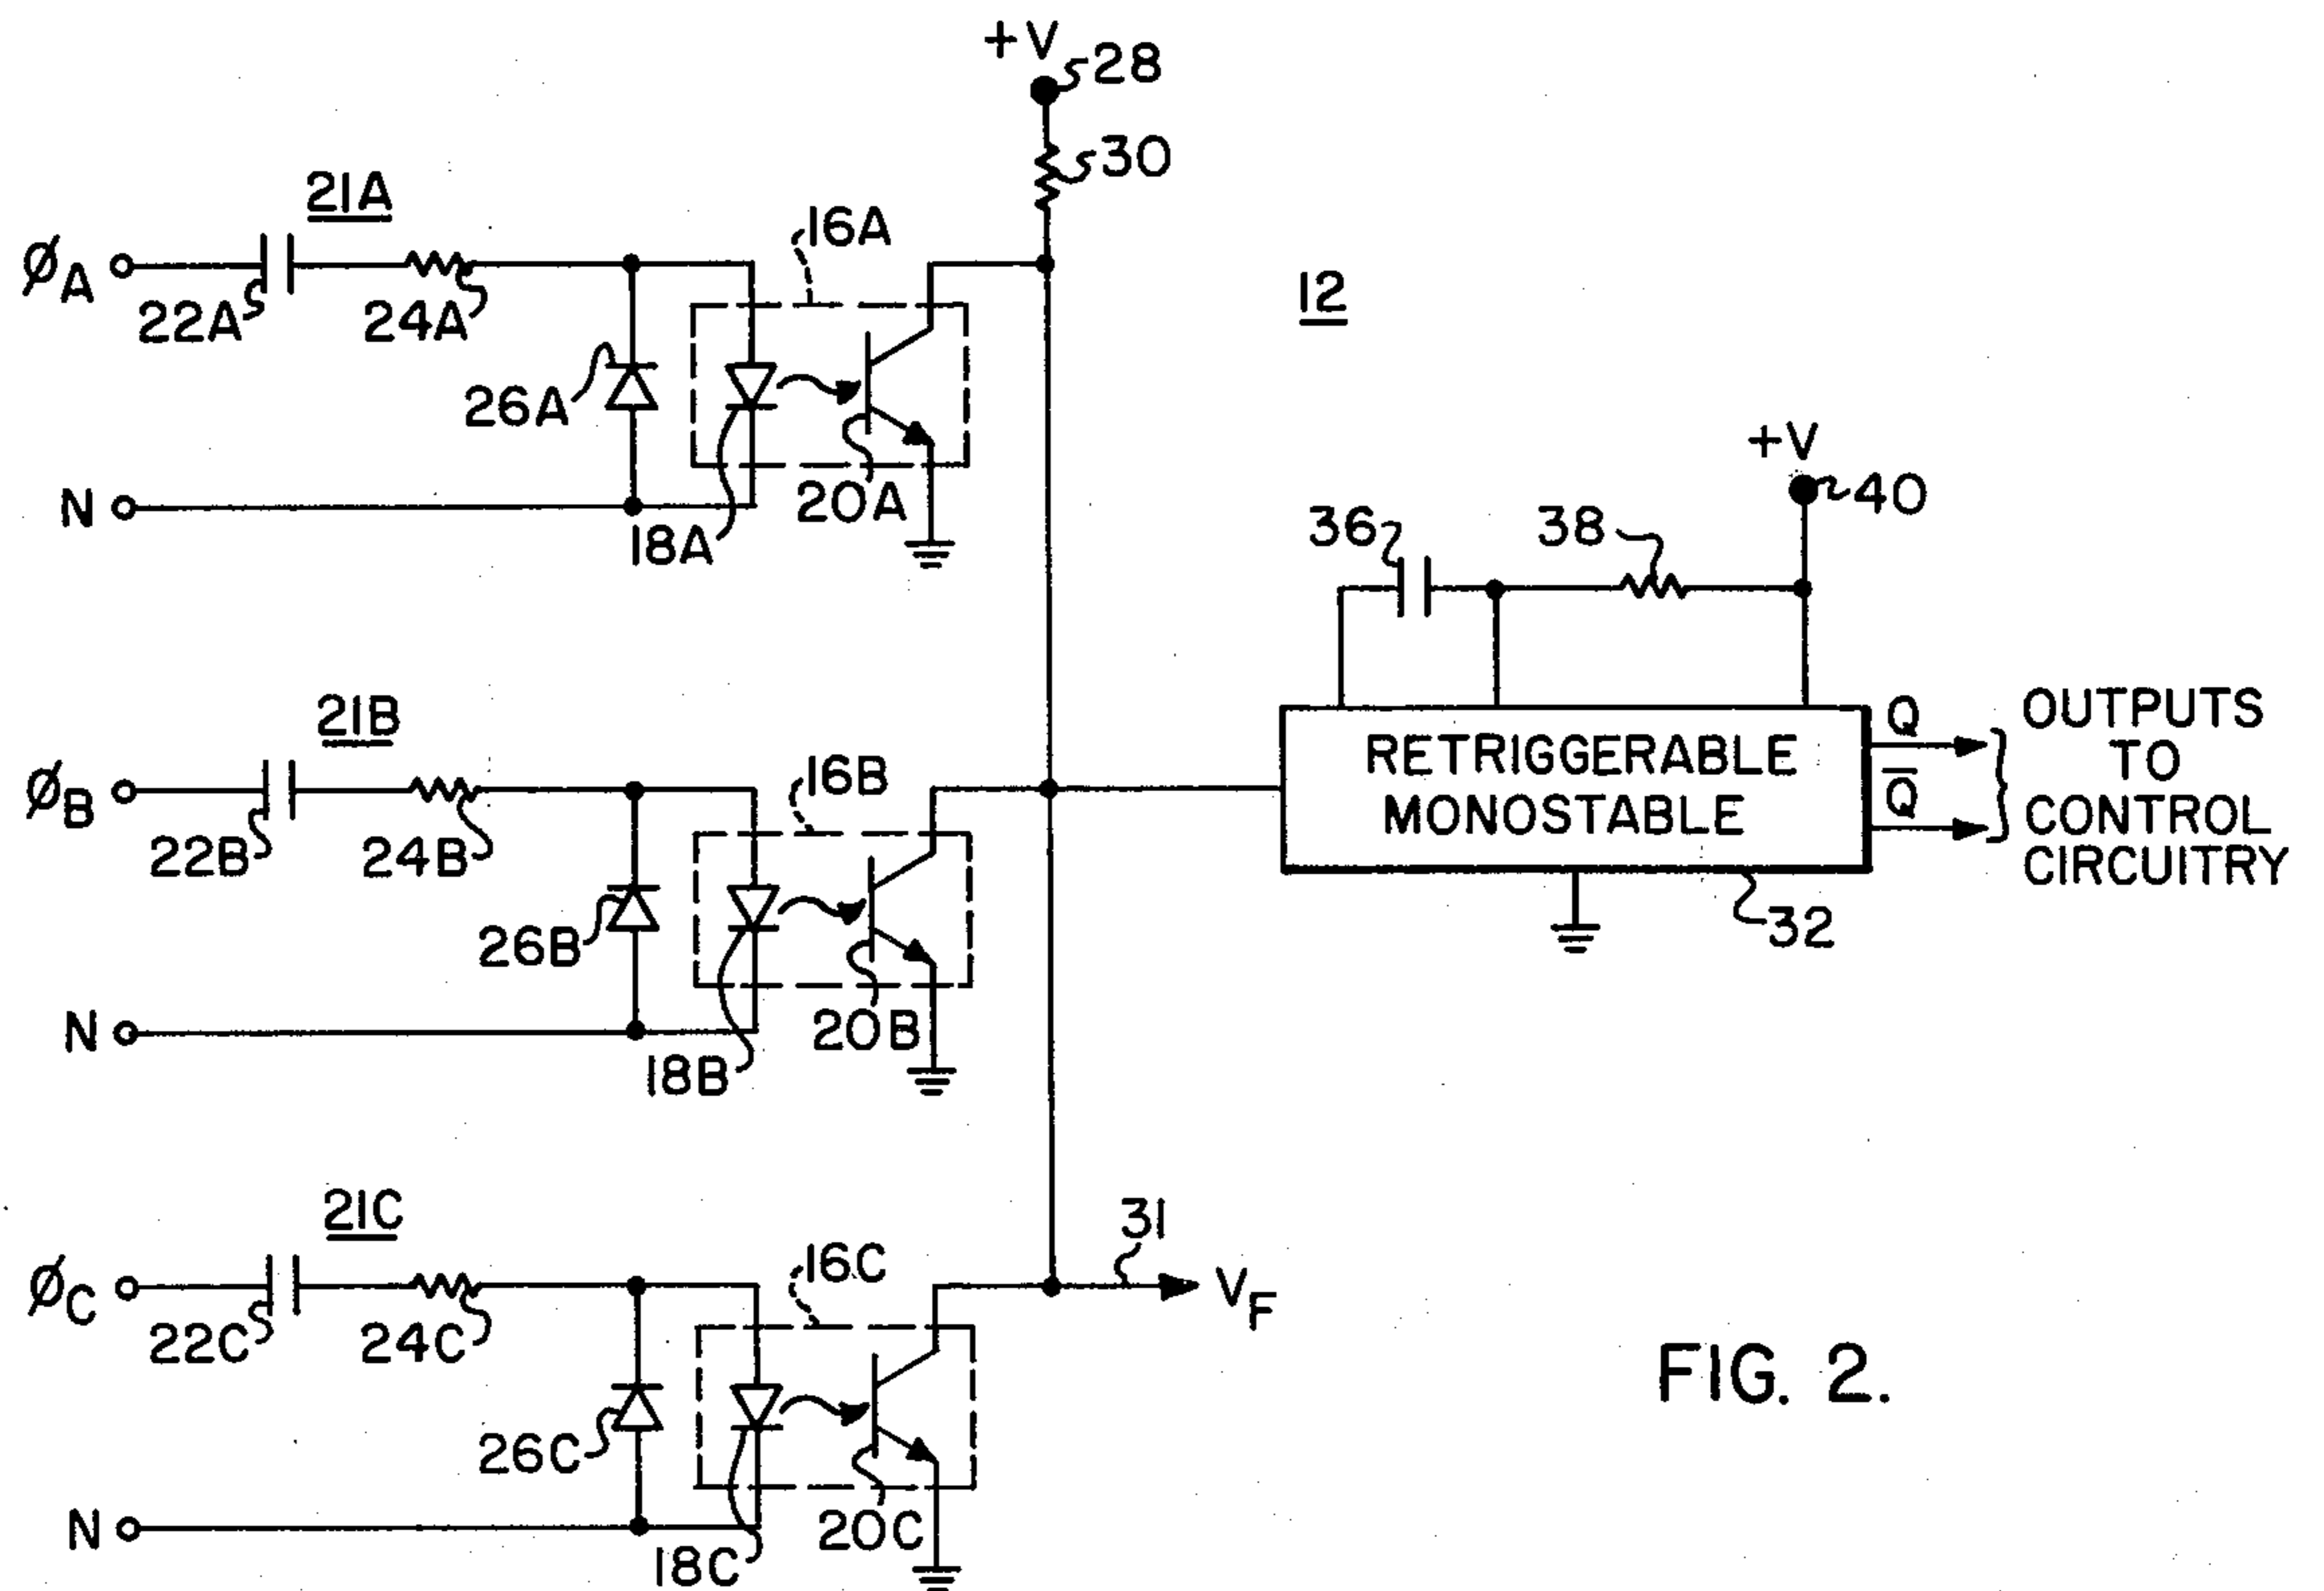 +V
28
30
21A
16A
ØA
22A
24A
12
26A
N
20A
18A
+V
40
36
38
21B
16B
ØB
22B
24B
RETRIGGERABLE
MONOSTABLE
Q
Q̅
OUTPUTS
TO
CONTROL
CIRCUITRY
26B
32
N
20B
18B
21C
16C
31
ØC
22C
24C
VF
26C
FIG. 2.
N
20C
18C